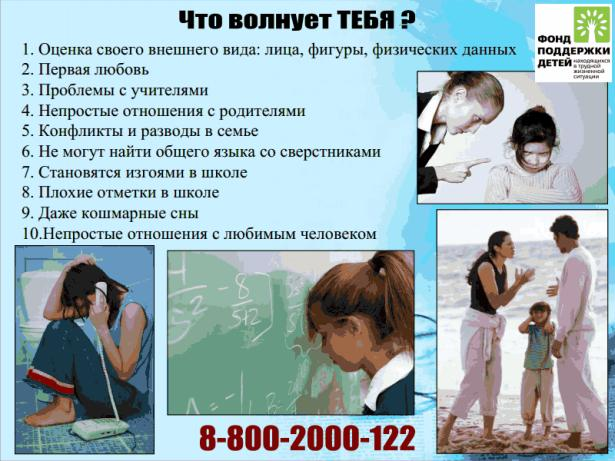 Что волнует ТЕБЯ ?
ФОНД
ПОДДЕРЖКИ
ДЕТЕЙ, находящихся
в трудной
жизненной
ситуации
1. Оценка своего внешнего вида: лица, фигуры, физических данных
2. Первая любовь
3. Проблемы с учителями
4. Непростые отношения с родителями
5. Конфликты и разводы в семье
6. Не могут найти общего языка со сверстниками
7. Становятся изгоями в школе
8. Плохие отметки в школе
9. Даже кошмарные сны
10.Непростые отношения с любимым человеком
8-800-2000-122